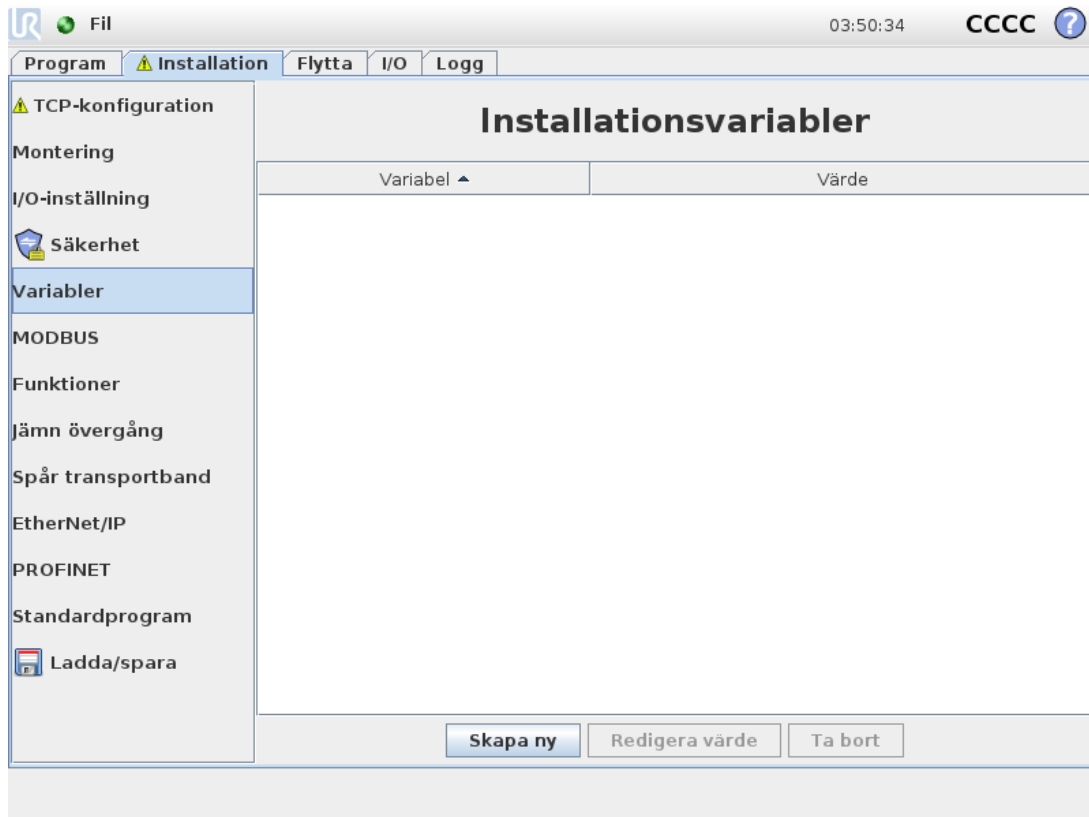 UR Fil 03:50:34 CCCC ?
Program Installation Flytta I/O Logg
TCP-konfiguration
Montering
I/O-inställning
Säkerhet
Variabler
MODBUS
Funktioner
Jämn övergång
Spår transportband
EtherNet/IP
PROFINET
Standardprogram
Ladda/spara
Installationsvariabler
Variabel Värde
Skapa ny Redigera värde Ta bort